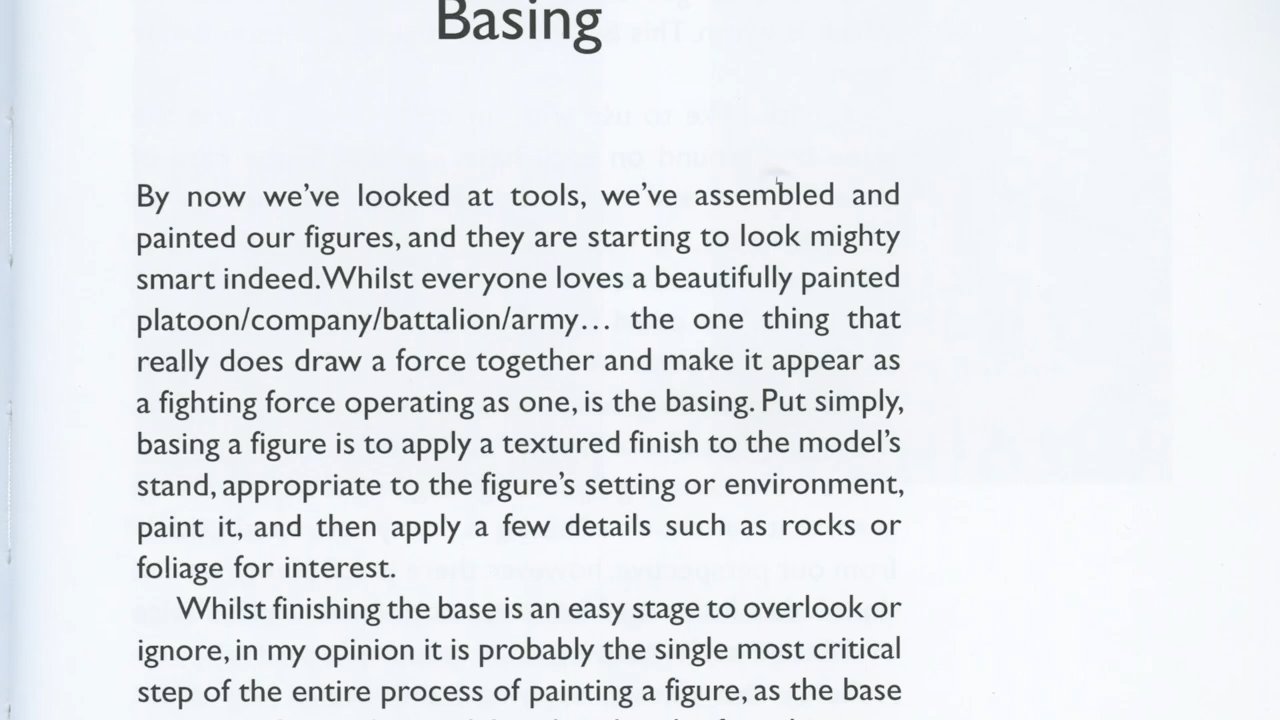 Basing
By now we’ve looked at tools, we’ve assembled and
painted our figures, and they are starting to look mighty
smart indeed. Whilst everyone loves a beautifully painted
platoon/company/battalion/army… the one thing that
really does draw a force together and make it appear as
a fighting force operating as one, is the basing. Put simply,
basing a figure is to apply a textured finish to the model’s
stand, appropriate to the figure’s setting or environment,
paint it, and then apply a few details such as rocks or
foliage for interest.
Whilst finishing the base is an easy stage to overlook or
ignore, in my opinion it is probably the single most critical
step of the entire process of painting a figure, as the base